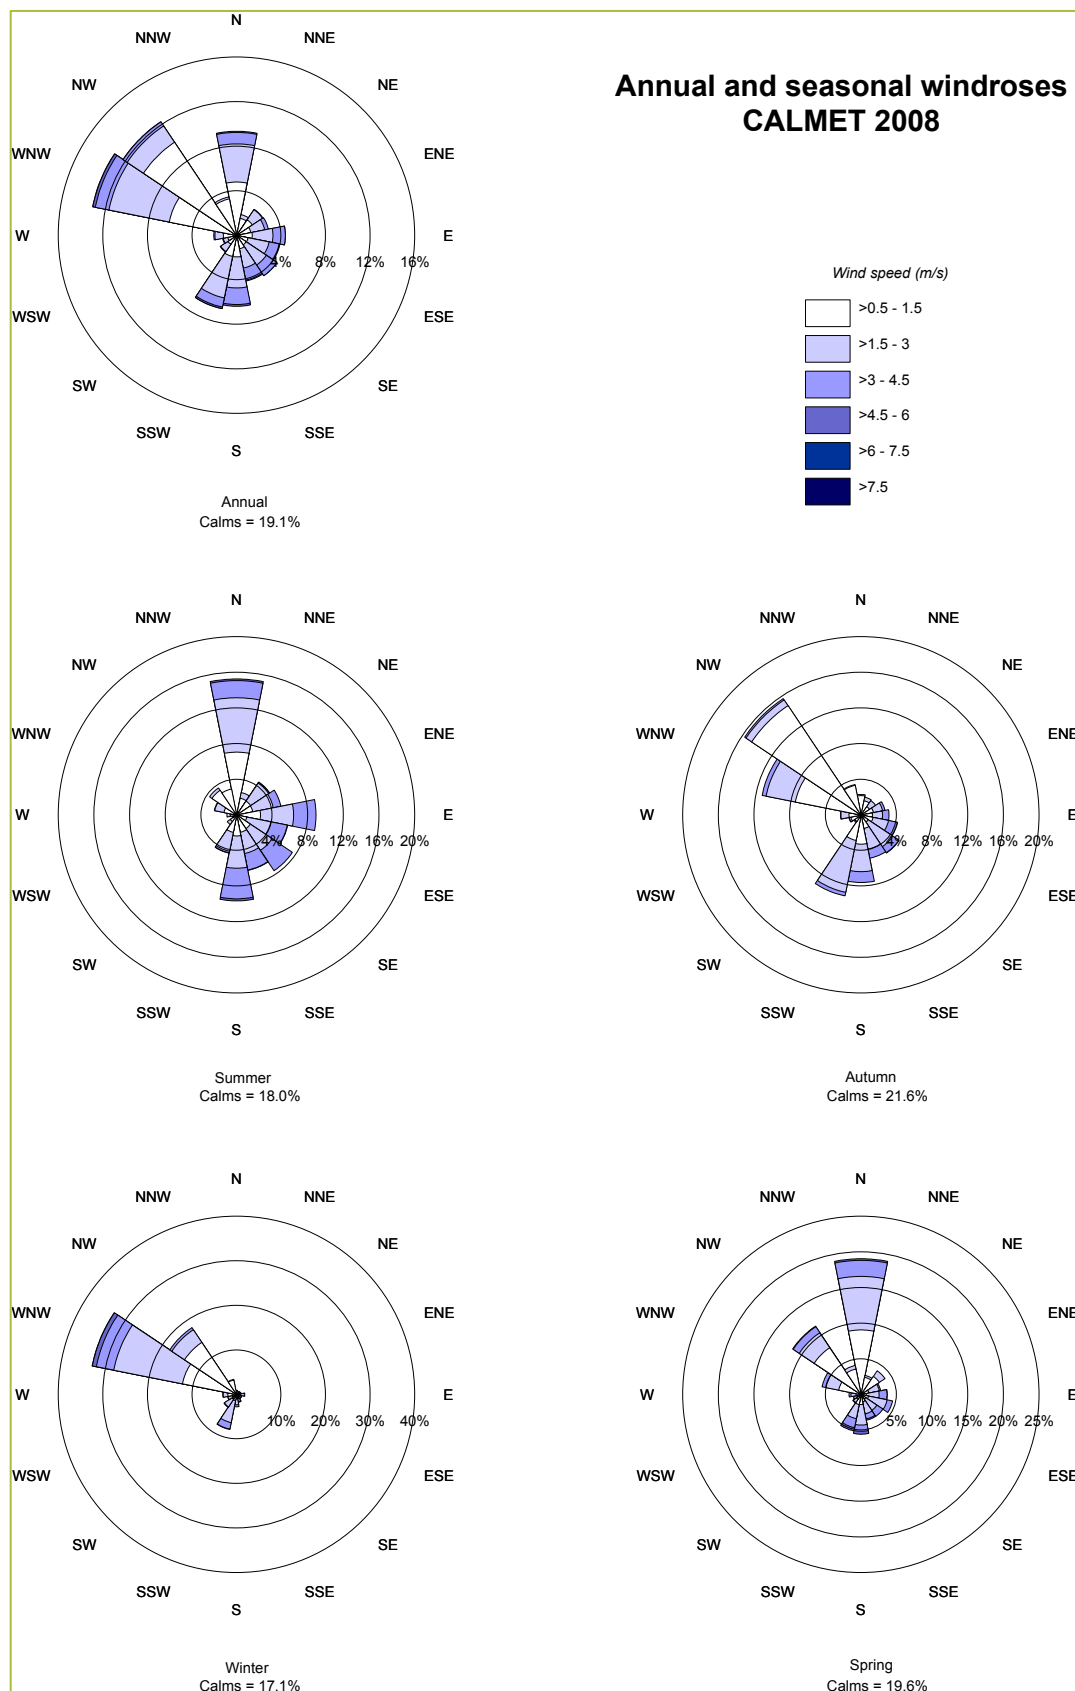 Annual and seasonal windroses
CALMET 2008
N
NNE
NE
ENE
E
ESE
SE
SSE
S
SSW
SW
WSW
W
WNW
NW
NNW
4% 8% 12% 16%
Annual
Calms = 19.1%
Wind speed (m/s)
>0.5 - 1.5
>1.5 - 3
>3 - 4.5
>4.5 - 6
>6 - 7.5
>7.5
N
NNE
NE
ENE
E
ESE
SE
SSE
S
SSW
SW
WSW
W
WNW
NW
NNW
4% 8% 12% 16% 20%
Summer
Calms = 18.0%
N
NNE
NE
ENE
E
ESE
SE
SSE
S
SSW
SW
WSW
W
WNW
NW
NNW
4% 8% 12% 16% 20%
Autumn
Calms = 21.6%
N
NNE
NE
ENE
E
ESE
SE
SSE
S
SSW
SW
WSW
W
WNW
NW
NNW
10% 20% 30% 40%
Winter
Calms = 17.1%
N
NNE
NE
ENE
E
ESE
SE
SSE
S
SSW
SW
WSW
W
WNW
NW
NNW
5% 10% 15% 20% 25%
Spring
Calms = 19.6%